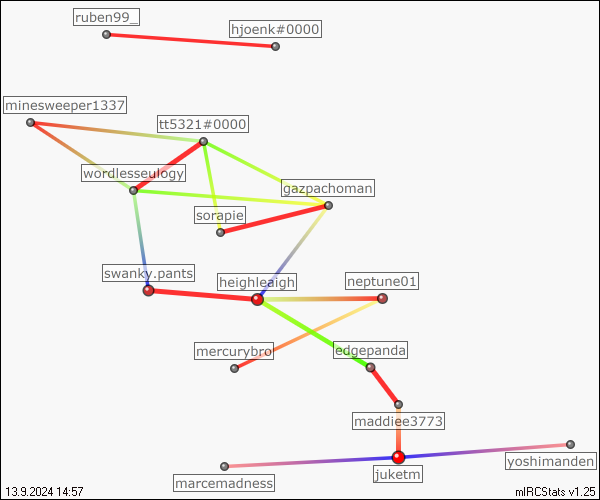 ruben99_
hjoenk#0000
minesweeper1337
tt5321#0000
wordlesseulogy
gazpachoman
sorapie
swanky.pants
heighleaigh
neptune01
mercurybro
edgepanda
maddiee3773
yoshimanden
juketm
marcemadness
13.9.2024 14:57
mIRCStats v1.25